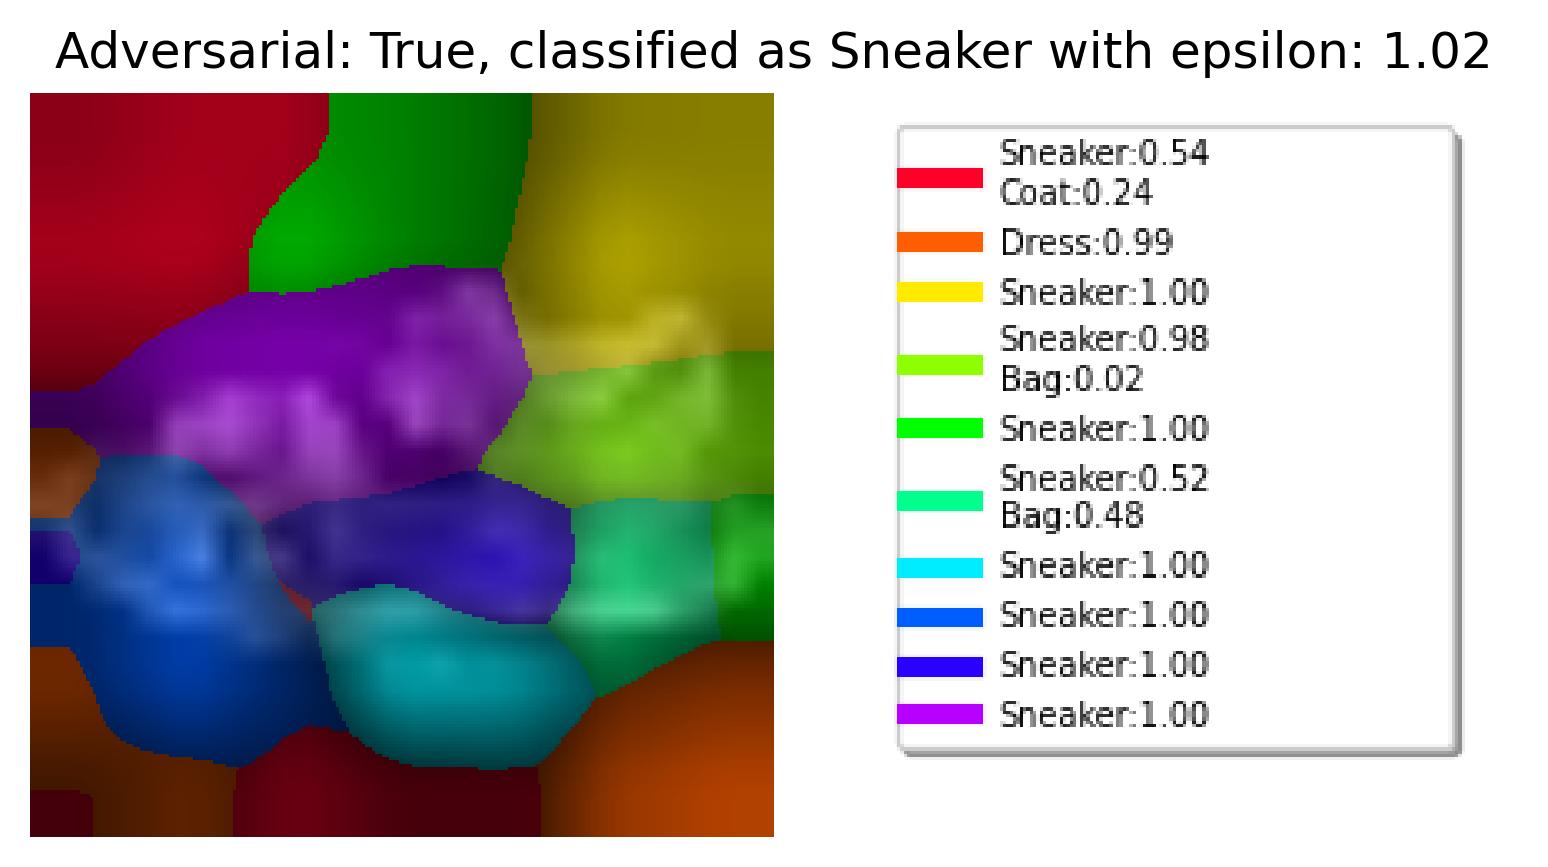 Adversarial: True, classified as Sneaker with epsilon: 1.02
Sneaker:0.54
Coat:0.24
Dress:0.99
Sneaker:1.00
Sneaker:0.98
Bag:0.02
Sneaker:1.00
Sneaker:0.52
Bag:0.48
Sneaker:1.00
Sneaker:1.00
Sneaker:1.00
Sneaker:1.00